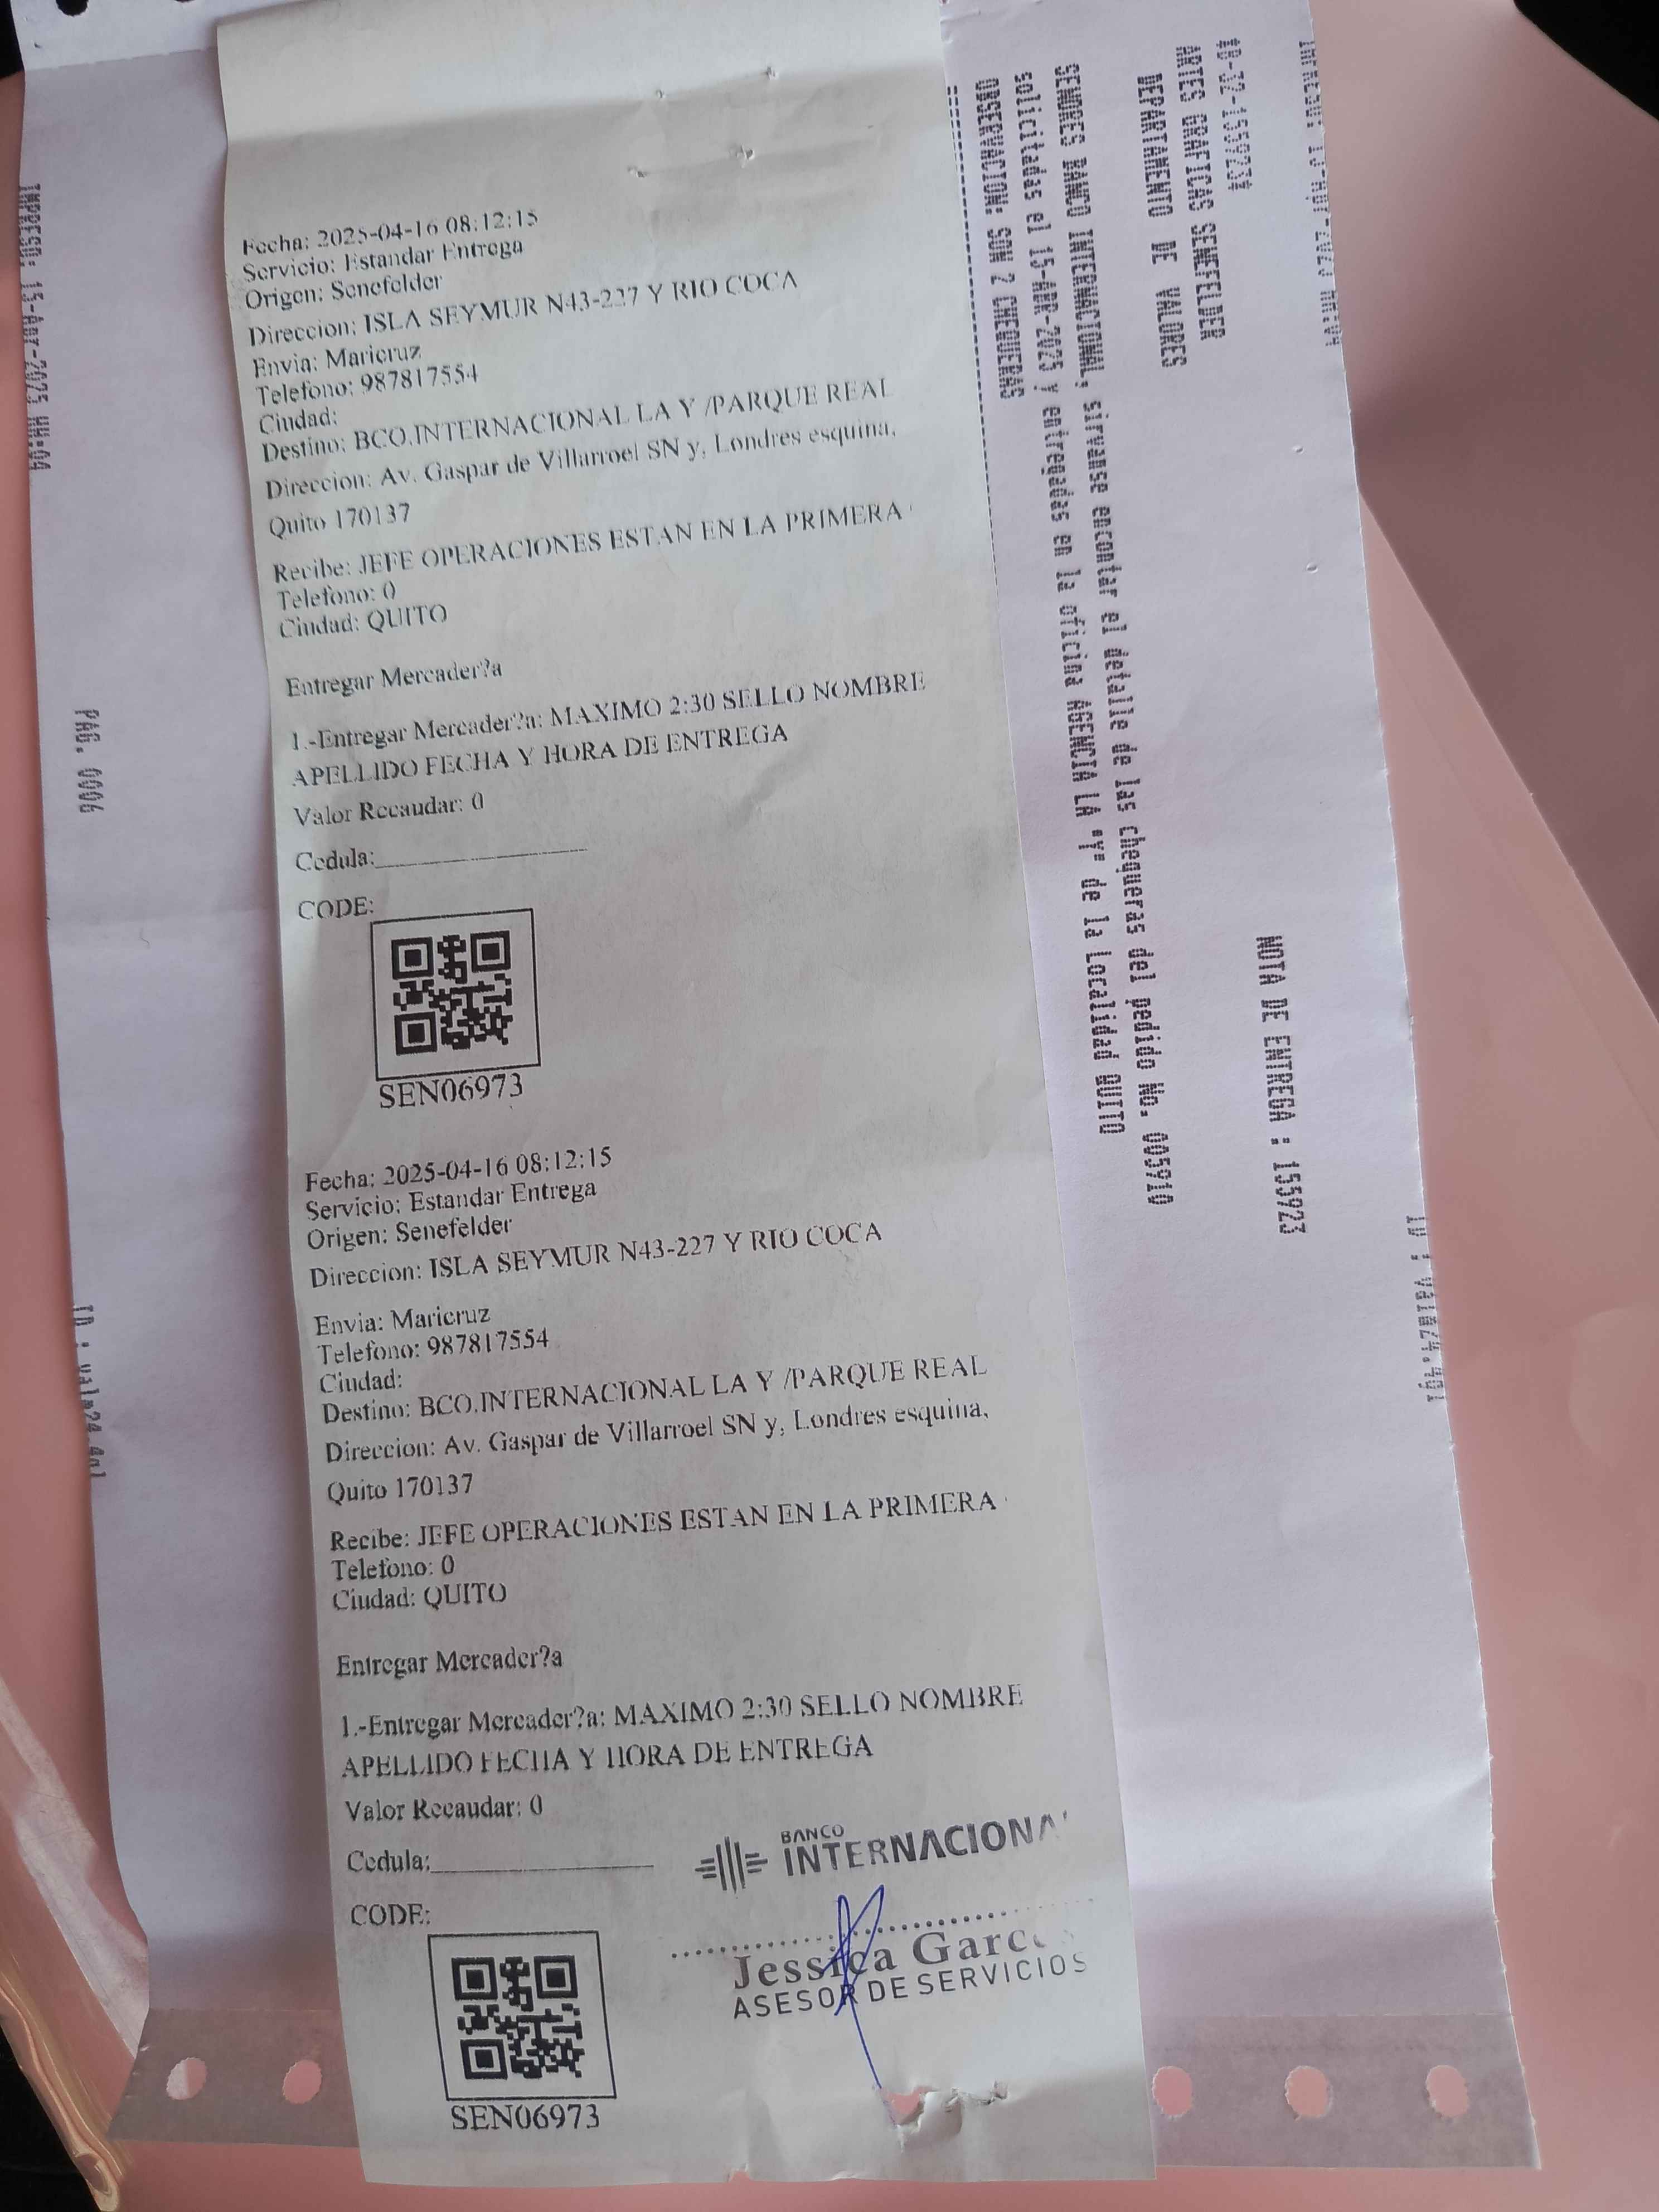 Fecha: 2025-04-16 08:12:15
Servicio: Estandar Entrega
Origen: Senefelder
Direccion: ISLA SEYMUR N43-227 Y RIO COCA
Envia: Maricruz
Telefono: 987817554
Ciudad:
Destino: BCO.INTERNACIONAL LA Y /PARQUE REAL
Direccion: Av. Gaspar de Villarroel SN y, Londres esquina,
Quito 170137
Recibe: JEFE OPERACIONES ESTAN EN LA PRIMERA
Telefono: 0
Ciudad: QUITO
Entregar Mercader?a
1.-Entregar Mercader?a: MAXIMO 2:30 SELLO NOMBRE
APELLIDO FECHA Y HORA DE ENTREGA
Valor Recaudar: 0
Cedula:
CODE:
SEN06973
Fecha: 2025-04-16 08:12:15
Servicio: Estandar Entrega
Origen: Senefelder
Direccion: ISLA SEYMUR N43-227 Y RIO COCA
Envia: Maricruz
Telefono: 987817554
Ciudad:
Destino: BCO.INTERNACIONAL LA Y /PARQUE REAL
Direccion: Av. Gaspar de Villarroel SN y, Londres esquina,
Quito 170137
Recibe: JEFE OPERACIONES ESTAN EN LA PRIMERA
Telefono: 0
Ciudad: QUITO
Entregar Mercader?a
1.-Entregar Mercader?a: MAXIMO 2:30 SELLO NOMBRE
APELLIDO FECHA Y HORA DE ENTREGA
Valor Recaudar: 0
Cedula:
CODE:
SEN06973
BANCO
INTERNACIONA
Jessica Garc
ASESOR DE SERVICIOS
NOTA DE ENTREGA : 155923
ARTES GRAFICAS SENEFELDER
DEPARTAMENTO DE VALORES
SENORES BANCO INTERNACIONAL, sirvanse encontar el detalle de las chequeras del pedido No. 005910
solicitadas el 15-ABR-2025 y entregadas en la oficina AGENCIA LA "Y" de la Localidad QUITO
OBSERVACION: SON 2 CHEQUERAS
PAG. 0006